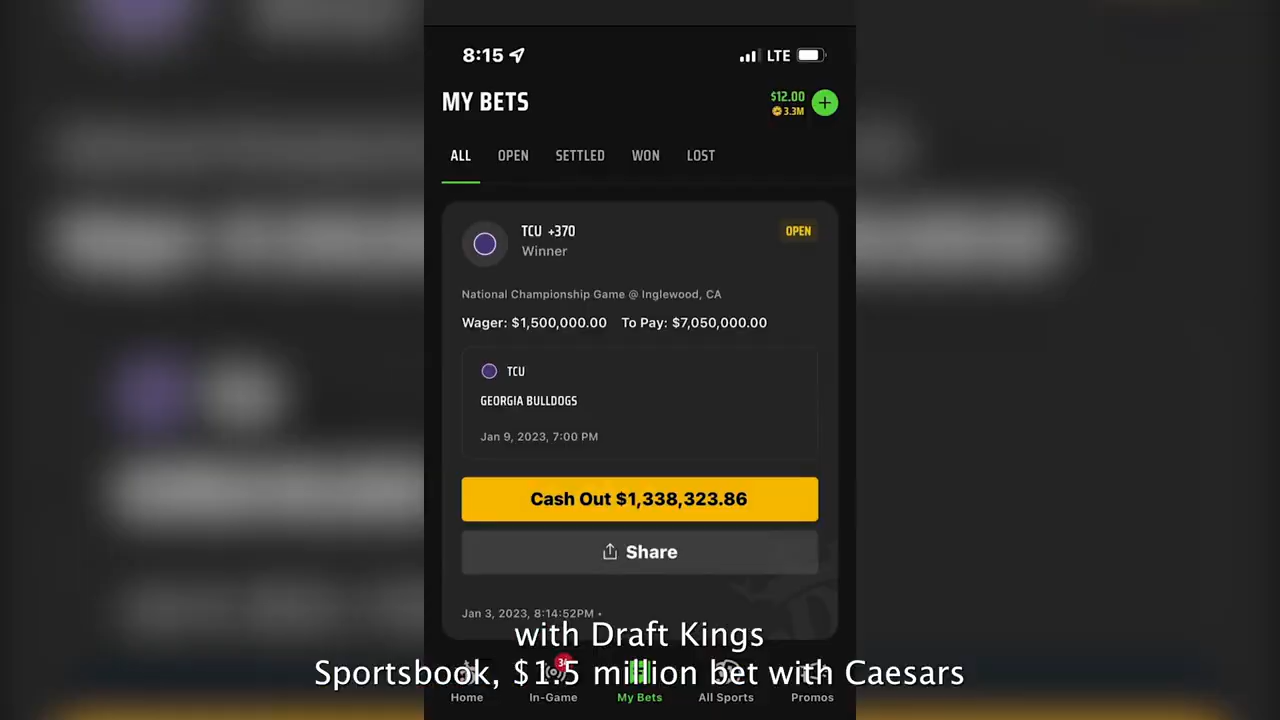 8:15 LTE
MY BETS
$12.00
3.3M
ALL OPEN SETTLED WON LOST
TCU +370
OPEN
Winner
National Championship Game @ Inglewood, CA
Wager: $1,500,000.00 To Pay: $7,050,000.00
TCU
GEORGIA BULLDOGS
Jan 9, 2023, 7:00 PM
Cash Out $1,338,323.86
Share
Jan 3, 2023, 8:14:52PM •
with Draft Kings
Sportsbook, $1.5 million bet with Caesars
Home In-Game My Bets All Sports Promos